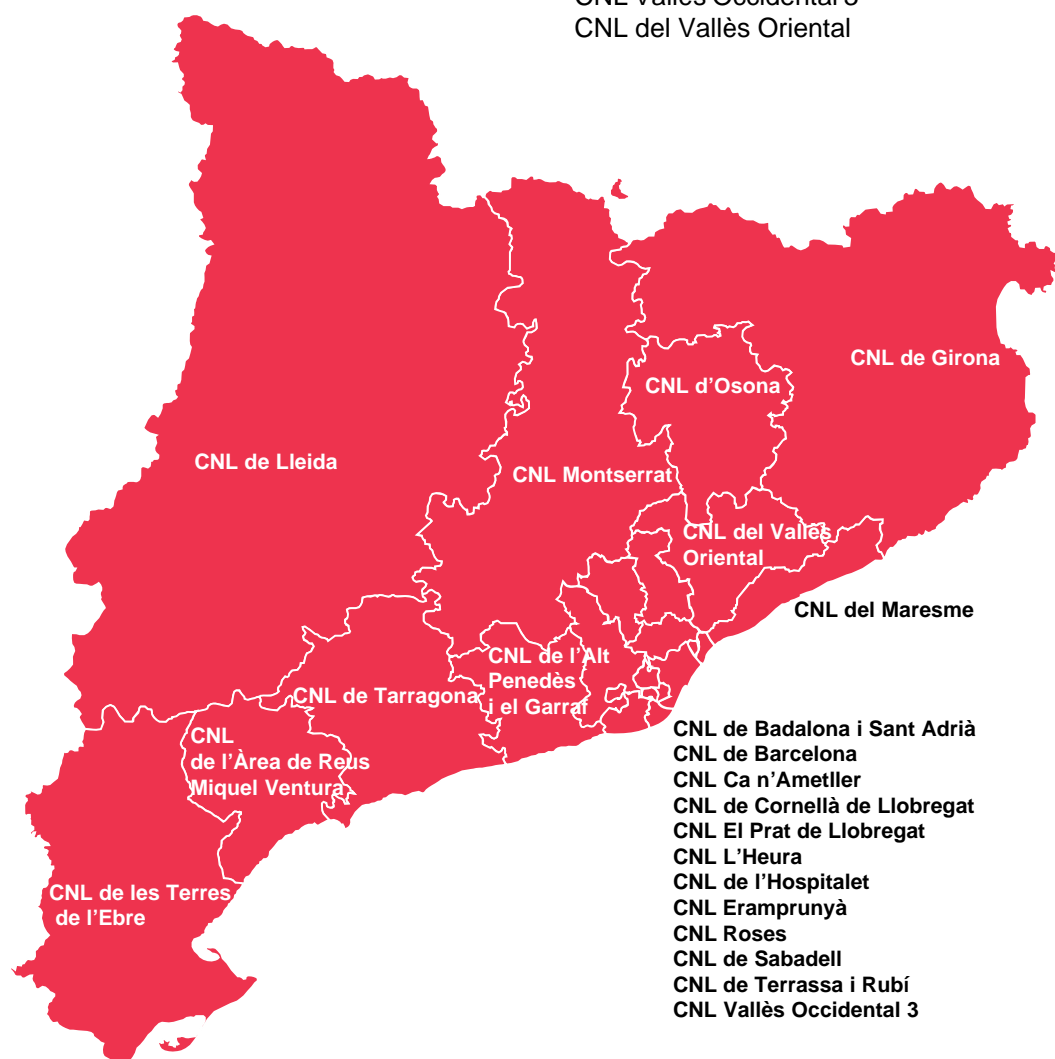 CNL Vallès Occidental 3
CNL del Vallès Oriental
CNL de Girona
CNL d’Osona
CNL de Lleida
CNL Montserrat
CNL del Vallès
Oriental
CNL del Maresme
CNL de l’Alt
Penedès
i el Garraf
CNL de Tarragona
CNL
de l’Àrea de Reus
Miquel Ventura
CNL de les Terres
de l’Ebre
CNL de Badalona i Sant Adrià
CNL de Barcelona
CNL Ca n’Ametller
CNL de Cornellà de Llobregat
CNL El Prat de Llobregat
CNL L’Heura
CNL de l’Hospitalet
CNL Eramprunyà
CNL Roses
CNL de Sabadell
CNL de Terrassa i Rubí
CNL Vallès Occidental 3